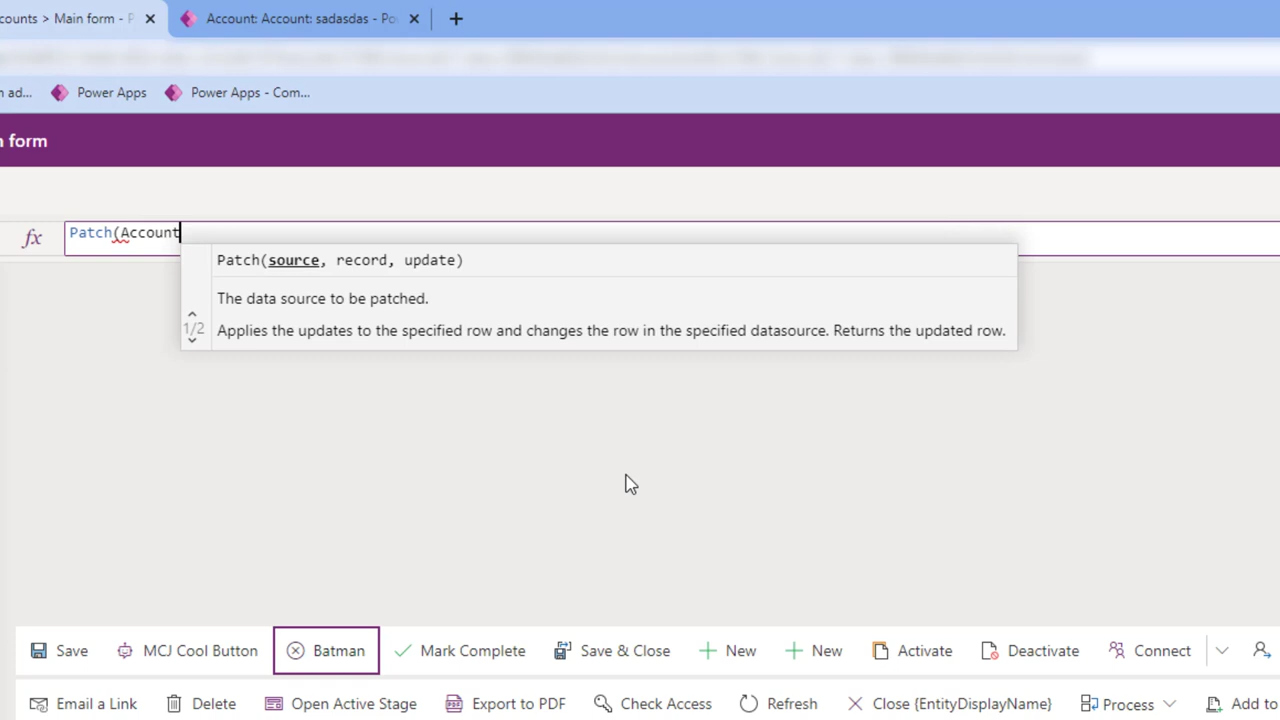 counts > Main form - P
Account: Account: sadasdas - Po
n ad...
Power Apps
Power Apps - Com...
n form
fx
Patch(Account
Patch(source, record, update)
The data source to be patched.
1/2
Applies the updates to the specified row and changes the row in the specified datasource. Returns the updated row.
Save
MCJ Cool Button
Batman
Mark Complete
Save & Close
New
New
Activate
Deactivate
Connect
Email a Link
Delete
Open Active Stage
Export to PDF
Check Access
Refresh
Close {EntityDisplayName}
Process
Add to